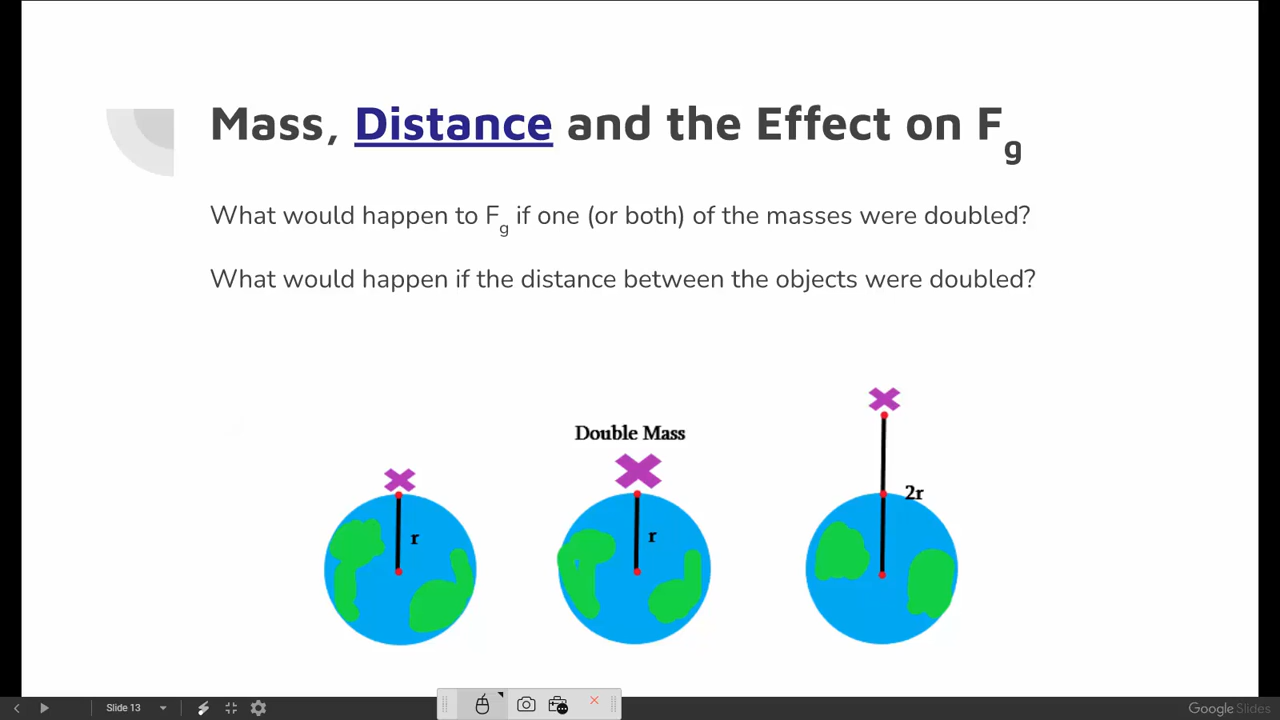 Mass, Distance and the Effect on Fg
What would happen to Fg if one (or both) of the masses were doubled?
What would happen if the distance between the objects were doubled?
Double Mass
r
r
2r
Slide 13
Google Slides